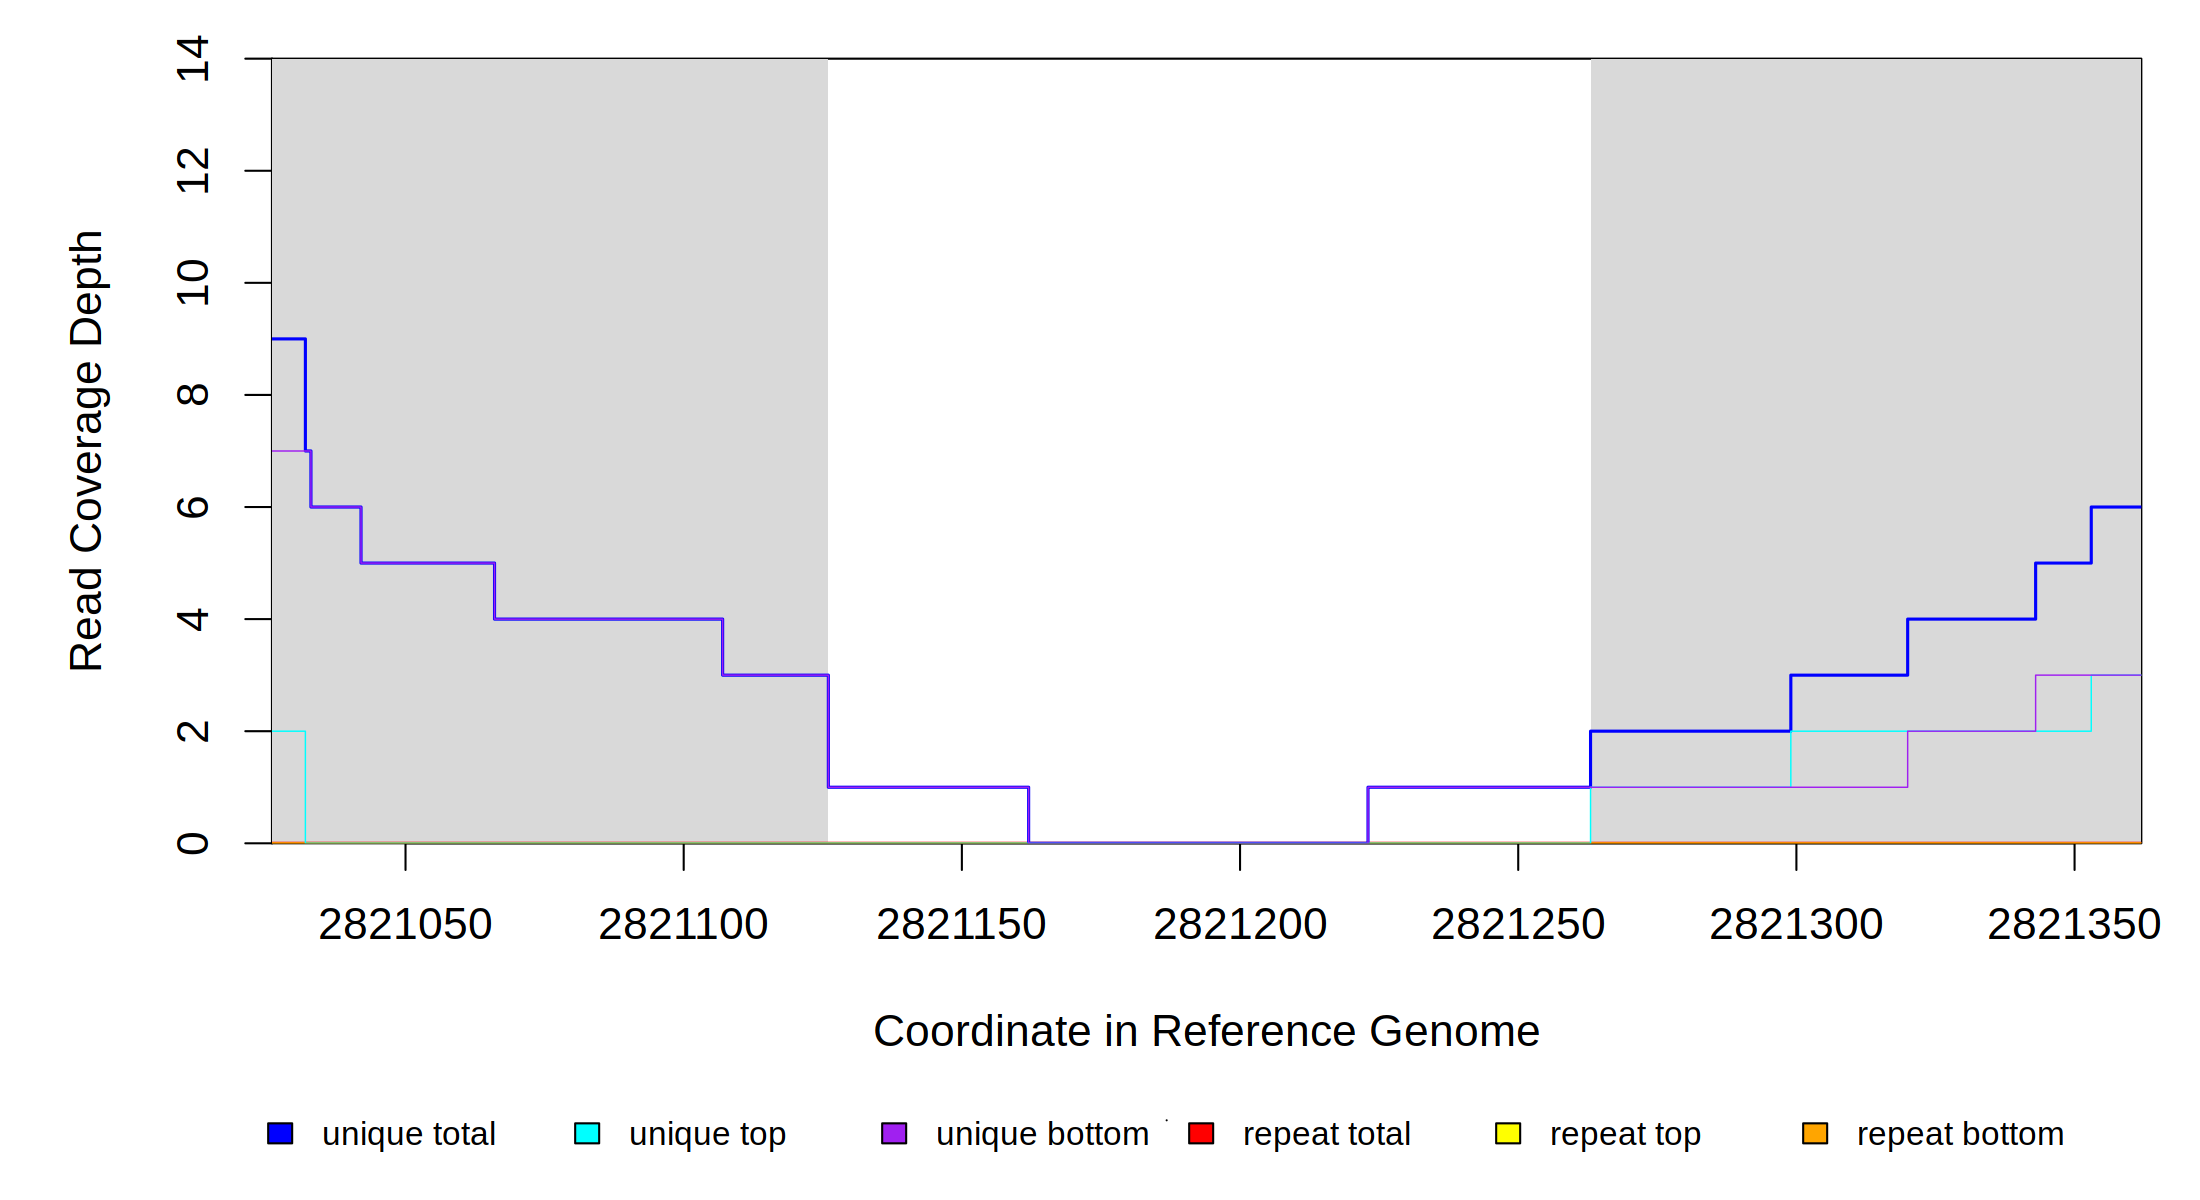 14
12
10
8
6
4
2
0
Read Coverage Depth
2821050 2821100 2821150 2821200 2821250 2821300 2821350
Coordinate in Reference Genome
unique total unique top unique bottom repeat total repeat top repeat bottom